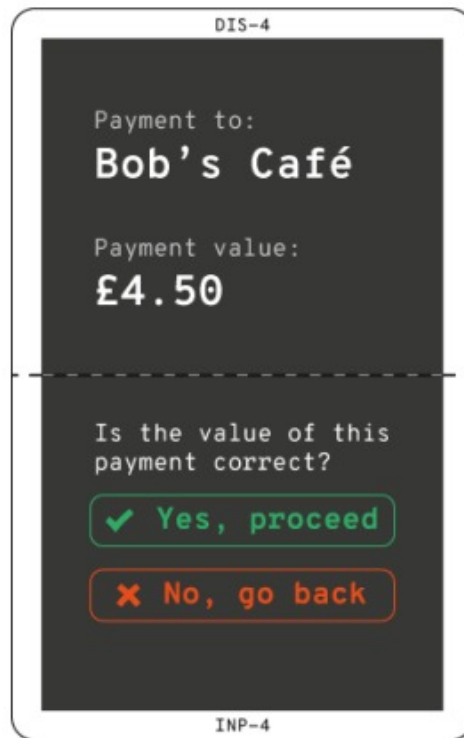 DIS-4
Payment to:
Bob’s Café
Payment value:
£4.50
Is the value of this
payment correct?
Yes, proceed
No, go back
INP-4